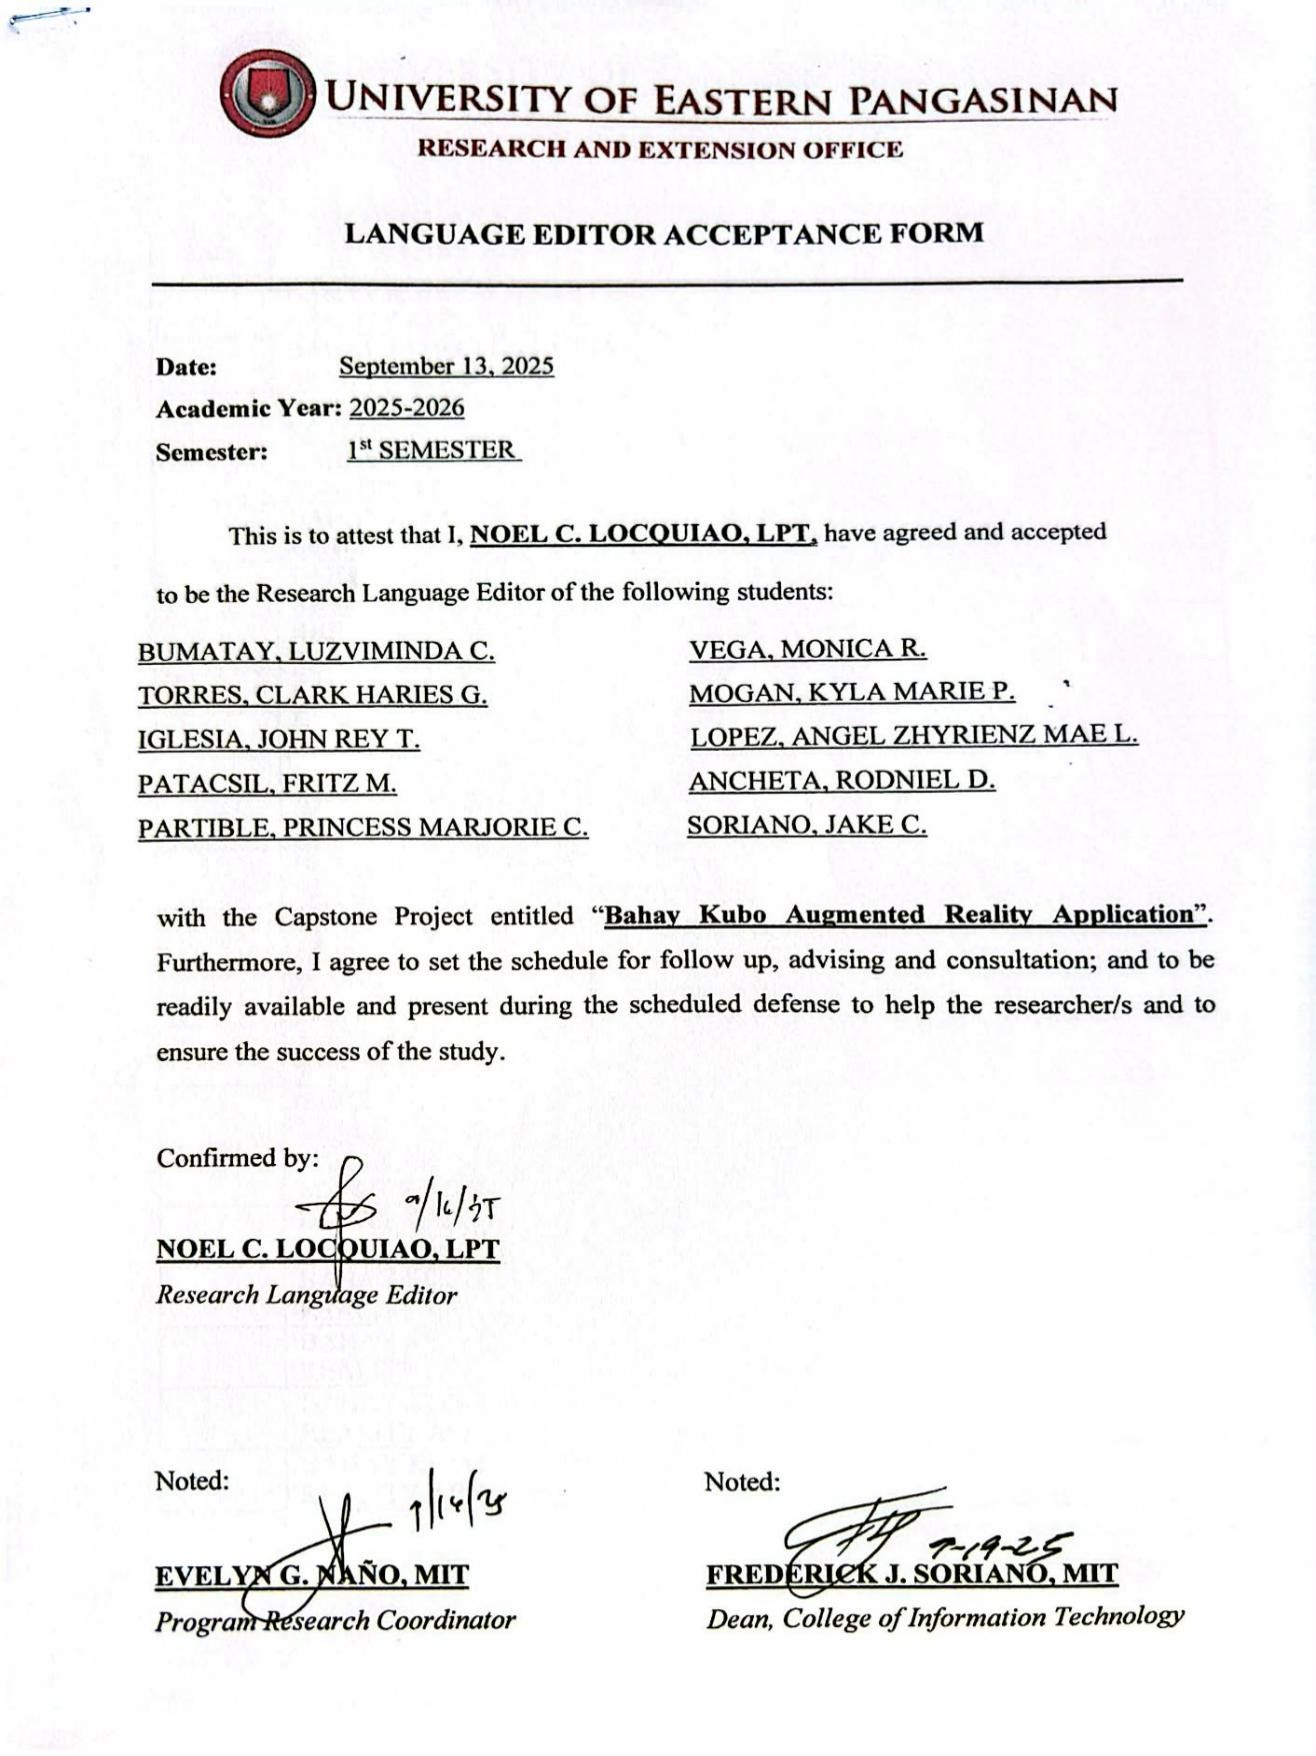 UNIVERSITY OF EASTERN PANGASINAN
RESEARCH AND EXTENSION OFFICE
LANGUAGE EDITOR ACCEPTANCE FORM
Date: September 13, 2025
Academic Year: 2025-2026
Semester: 1st SEMESTER
This is to attest that I, NOEL C. LOCQUIAO, LPT, have agreed and accepted
to be the Research Language Editor of the following students:
BUMATAY, LUZVIMINDA C. VEGA, MONICA R.
TORRES, CLARK HARIES G. MOGAN, KYLA MARIE P.
IGLESIA, JOHN REY T. LOPEZ, ANGEL ZHYRIENZ MAE L.
PATACSIL, FRITZ M. ANCHETA, RODNIEL D.
PARTIBLE, PRINCESS MARJORIE C. SORIANO, JAKE C.
with the Capstone Project entitled “Bahay Kubo Augmented Reality Application”.
Furthermore, I agree to set the schedule for follow up, advising and consultation; and to be
readily available and present during the scheduled defense to help the researcher/s and to
ensure the success of the study.
Confirmed by:
NOEL C. LOCQUIAO, LPT
Research Language Editor
Noted: Noted:
9-19-25
EVELYN G. NAÑO, MIT FREDERICK J. SORIANO, MIT
Program Research Coordinator Dean, College of Information Technology